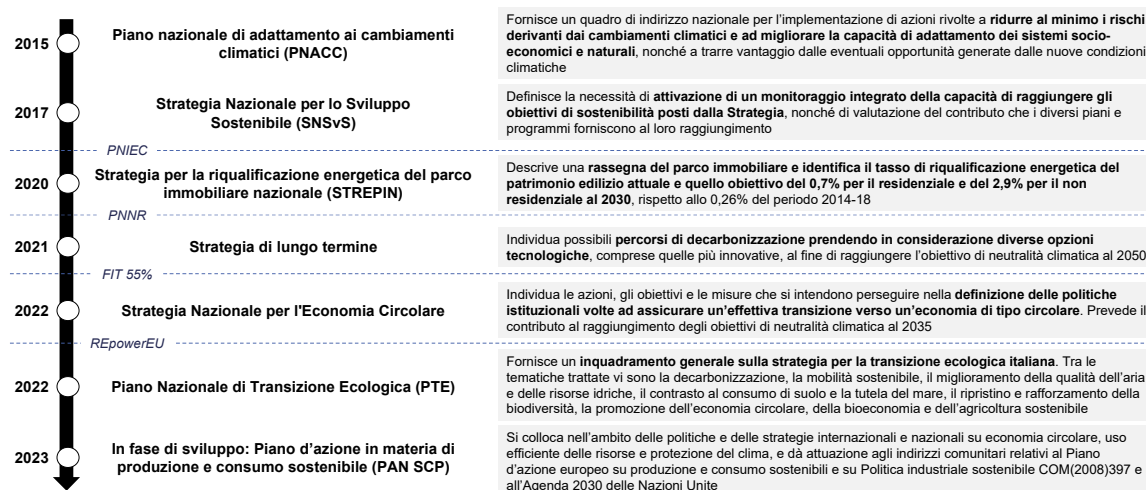 2015
Piano nazionale di adattamento ai cambiamenti
climatici (PNACC)
Fornisce un quadro di indirizzo nazionale per l'implementazione di azioni rivolte a ridurre al minimo i rischi
derivanti dai cambiamenti climatici e ad migliorare la capacità di adattamento dei sistemi socio-
economici e naturali, nonché a trarre vantaggio dalle eventuali opportunità generate dalle nuove condizioni
climatiche
2017
Strategia Nazionale per lo Sviluppo
Sostenibile (SNSvS)
Definisce la necessità di attivazione di un monitoraggio integrato della capacità di raggiungere gli
obiettivi di sostenibilità posti dalla Strategia, nonché di valutazione del contributo che i diversi piani e
programmi forniscono al loro raggiungimento
PNIEC
2020
Strategia per la riqualificazione energetica del parco
immobiliare nazionale (STREPIN)
Descrive una rassegna del parco immobiliare e identifica il tasso di riqualificazione energetica del
patrimonio edilizio attuale e quello obiettivo del 0,7% per il residenziale e del 2,9% per il non
residenziale al 2030, rispetto allo 0,26% del periodo 2014-18
PNNR
2021
Strategia di lungo termine
Individua possibili percorsi di decarbonizzazione prendendo in considerazione diverse opzioni
tecnologiche, comprese quelle più innovative, al fine di raggiungere l'obiettivo di neutralità climatica al 2050
FIT 55%
2022
Strategia Nazionale per l'Economia Circolare
Individua le azioni, gli obiettivi e le misure che si intendono perseguire nella definizione delle politiche
istituzionali volte ad assicurare un'effettiva transizione verso un'economia di tipo circolare. Prevede il
contributo al raggiungimento degli obiettivi di neutralità climatica al 2035
REpowerEU
2022
Piano Nazionale di Transizione Ecologica (PTE)
Fornisce un inquadramento generale sulla strategia per la transizione ecologica italiana. Tra le
tematiche trattate vi sono la decarbonizzazione, la mobilità sostenibile, il miglioramento della qualità dell'aria
e delle risorse idriche, il contrasto al consumo di suolo e la tutela del mare, il ripristino e rafforzamento della
biodiversità, la promozione dell'economia circolare, della bioeconomia e dell'agricoltura sostenibile
2023
In fase di sviluppo: Piano d'azione in materia di
produzione e consumo sostenibile (PAN SCP)
Si colloca nell'ambito delle politiche e delle strategie internazionali e nazionali su economia circolare, uso
efficiente delle risorse e protezione del clima, e dà attuazione agli indirizzi comunitari relativi al Piano
d'azione europeo su produzione e consumo sostenibili e su Politica industriale sostenibile COM(2008)397 e
all'Agenda 2030 delle Nazioni Unite